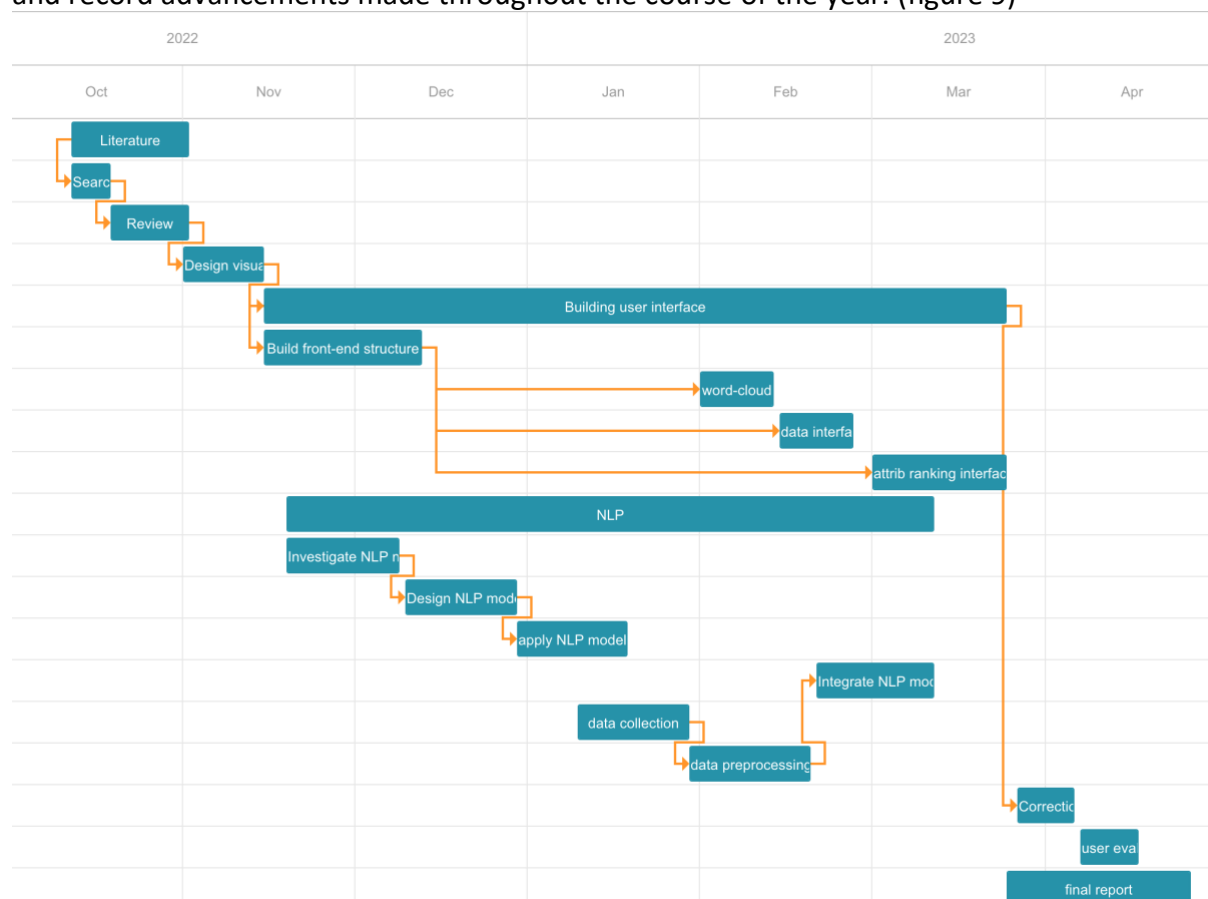 and record advancements made throughout the course of the year. (figure 9)
2022 2023
Oct Nov Dec Jan Feb Mar Apr
Literature
Searc
Review
Design visua
Building user interface
Build front-end structure
word-cloud
data interfa
attrib ranking interfac
NLP
Investigate NLP
Design NLP mod
apply NLP model
Integrate NLP mod
data collection
data preprocessing
Correctic
user eva
final report